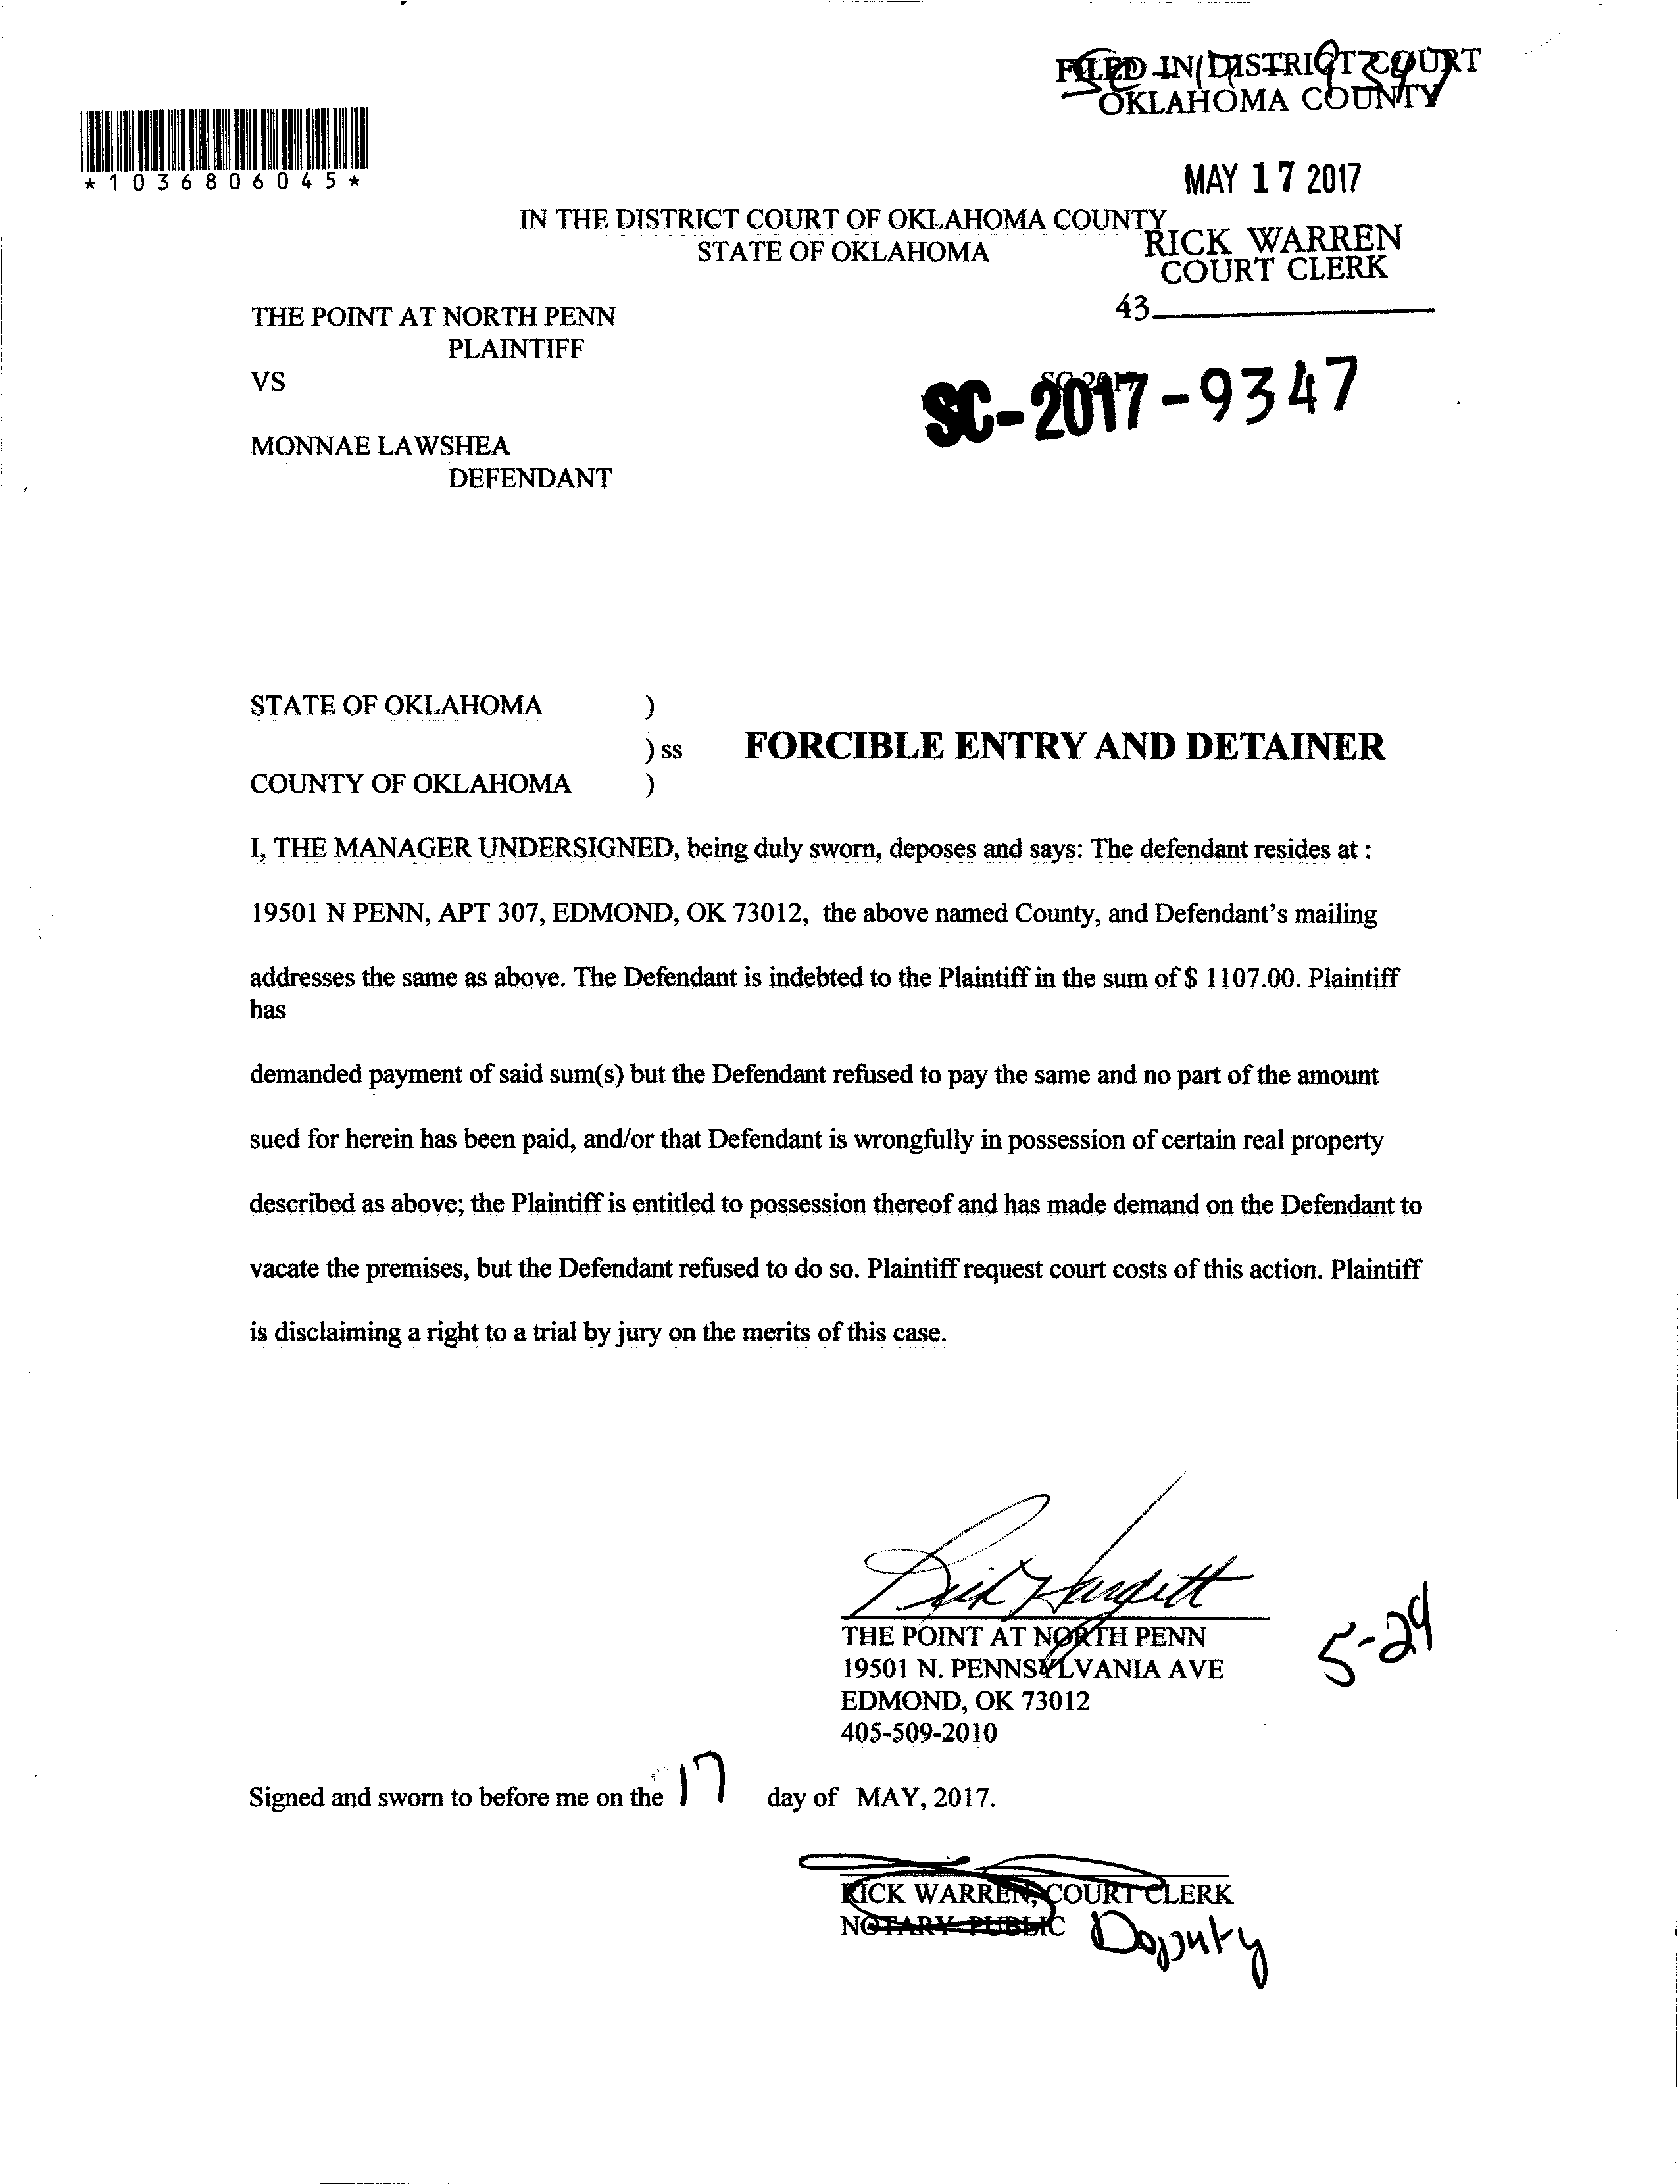 FILED IN DISTRICT COURT
OKLAHOMA COUNTY
*1036806045*
MAY 17 2017
IN THE DISTRICT COURT OF OKLAHOMA COUNTY
STATE OF OKLAHOMA
RICK WARREN
COURT CLERK
43
THE POINT AT NORTH PENN
PLAINTIFF
VS
SC-2017-9347
MONNAE LAWSHEA
DEFENDANT
STATE OF OKLAHOMA )
) ss FORCIBLE ENTRY AND DETAINER
COUNTY OF OKLAHOMA )
I, THE MANAGER UNDERSIGNED, being duly sworn, deposes and says: The defendant resides at :
19501 N PENN, APT 307, EDMOND, OK 73012, the above named County, and Defendant's mailing
addresses the same as above. The Defendant is indebted to the Plaintiff in the sum of $ 1107.00. Plaintiff
has
demanded payment of said sum(s) but the Defendant refused to pay the same and no part of the amount
sued for herein has been paid, and/or that Defendant is wrongfully in possession of certain real property
described as above; the Plaintiff is entitled to possession thereof and has made demand on the Defendant to
vacate the premises, but the Defendant refused to do so. Plaintiff request court costs of this action. Plaintiff
is disclaiming a right to a trial by jury on the merits of this case.
THE POINT AT NORTH PENN
19501 N. PENNSYLVANIA AVE
EDMOND, OK 73012
405-509-2010
5-24
Signed and sworn to before me on the 17 day of MAY, 2017.
RICK WARREN, COURT CLERK
NOTARY PUBLIC Deputy